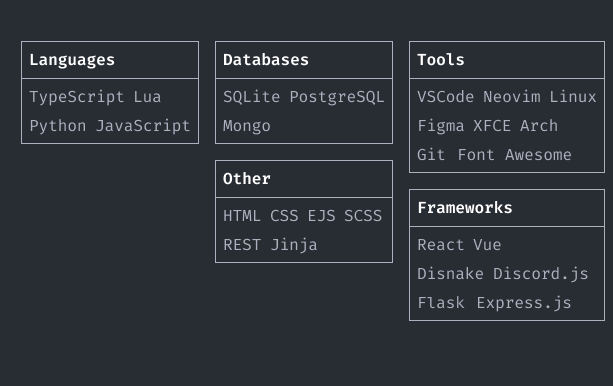 Languages
TypeScript Lua
Python JavaScript
Databases
SQLite PostgreSQL
Mongo
Other
HTML CSS EJS SCSS
REST Jinja
Tools
VSCode Neovim Linux
Figma XFCE Arch
Git Font Awesome
Frameworks
React Vue
Disnake Discord.js
Flask Express.js